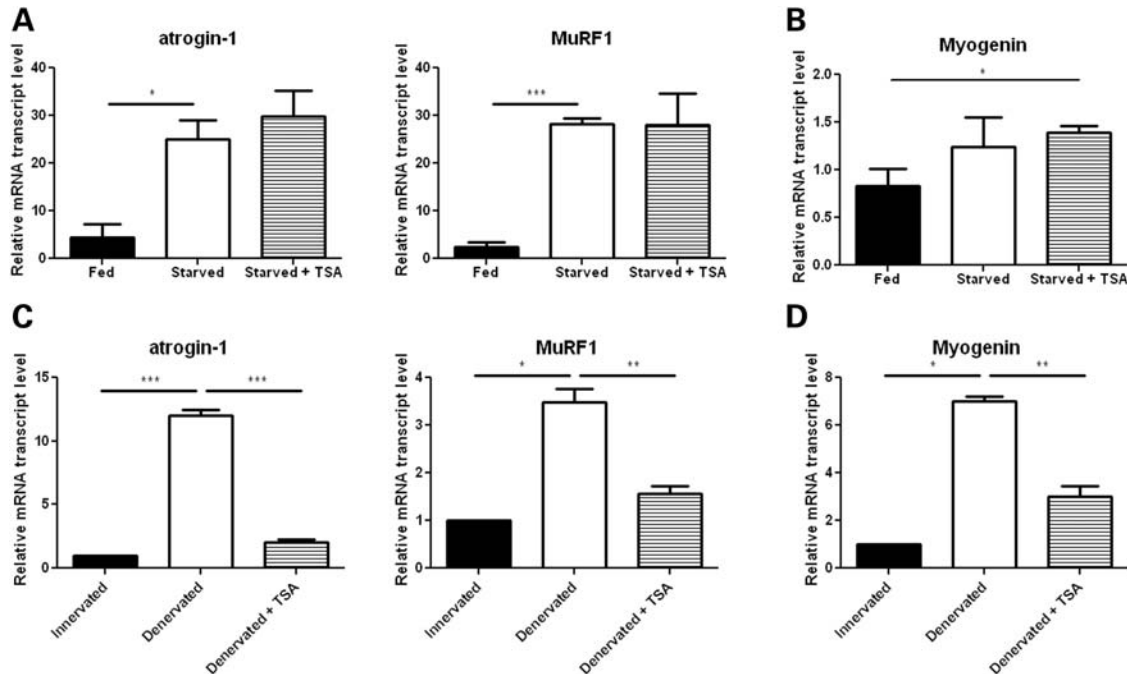 A
atrogin-1
Relative mRNA transcript level
40
30
20
10
0
*
Fed
Starved
Starved + TSA
MuRF1
Relative mRNA transcript level
40
30
20
10
0
***
Fed
Starved
Starved + TSA
B
Myogenin
Relative mRNA transcript level
2.0
1.5
1.0
0.5
0.0
*
Fed
Starved
Starved + TSA
C
atrogin-1
Relative mRNA transcript level
15
10
5
0
***
***
Innervated
Denervated
Denervated + TSA
MuRF1
Relative mRNA transcript level
4
3
2
1
0
*
**
Innervated
Denervated
Denervated + TSA
D
Myogenin
Relative mRNA transcript level
8
6
4
2
0
*
**
Innervated
Denervated
Denervated + TSA